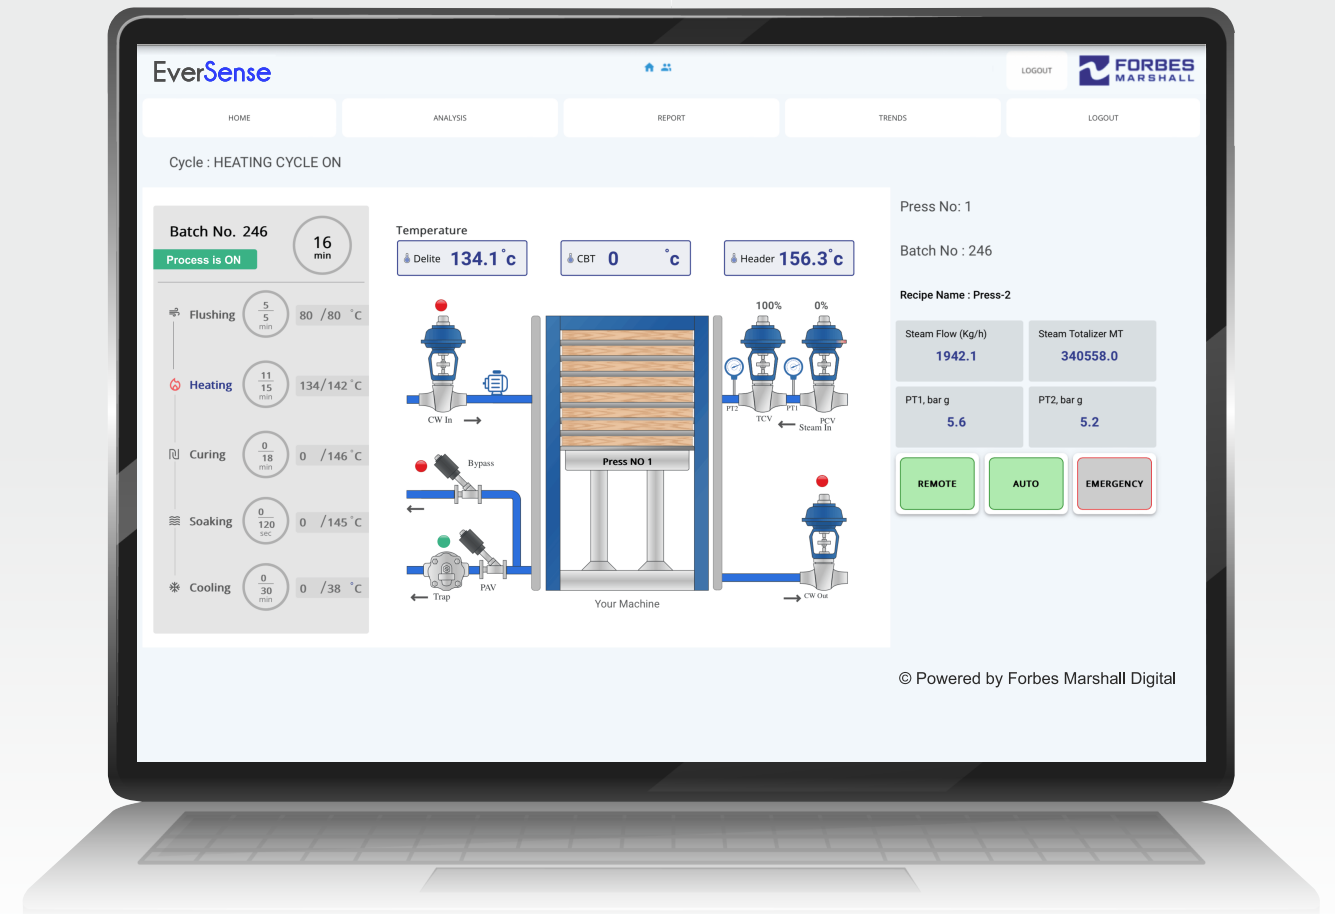 EverSense
LOGOUT
FORBES
MARSHALL
HOME
ANALYSIS
REPORT
TRENDS
LOGOUT
Cycle : HEATING CYCLE ON
Batch No. 246
Process is ON
16
min
Flushing
5
5
min
80 /80 °C
Heating
11
15
min
134/142 °C
Curing
0
18
min
0 /146 °C
Soaking
0
120
sec
0 /145 °C
Cooling
0
30
min
0 /38 °C
Temperature
Delite 134.1 °c
CBT 0 °c
Header 156.3 °c
100%
0%
CW In
PT2
TCV
PT1
PCV
Steam In
Bypass
Press NO 1
PAV
Trap
CW Out
Your Machine
Press No: 1
Batch No : 246
Recipe Name : Press-2
Steam Flow (Kg/h)
1942.1
Steam Totalizer MT
340558.0
PT1, bar g
5.6
PT2, bar g
5.2
REMOTE
AUTO
EMERGENCY
© Powered by Forbes Marshall Digital